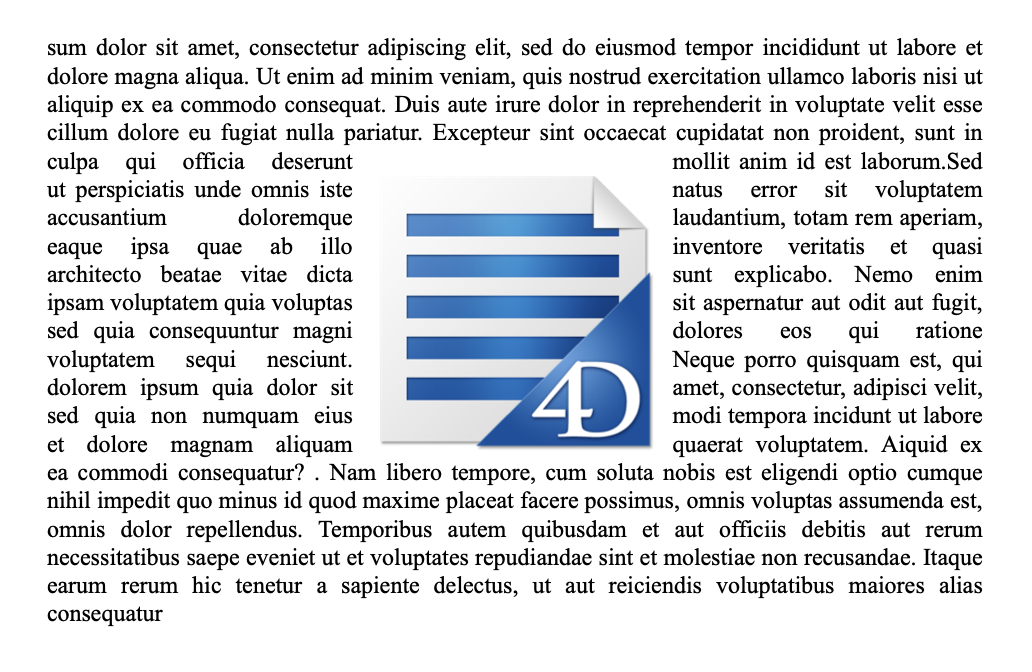 sum dolor sit amet, consectetur adipiscing elit, sed do eiusmod tempor incididunt ut labore et
dolore magna aliqua. Ut enim ad minim veniam, quis nostrud exercitation ullamco laboris nisi ut
aliquip ex ea commodo consequat. Duis aute irure dolor in reprehenderit in voluptate velit esse
cillum dolore eu fugiat nulla pariatur. Excepteur sint occaecat cupidatat non proident, sunt in
culpa qui officia deserunt mollit anim id est laborum.Sed
ut perspiciatis unde omnis iste natus error sit voluptatem
accusantium doloremque laudantium, totam rem aperiam,
eaque ipsa quae ab illo inventore veritatis et quasi
architecto beatae vitae dicta sunt explicabo. Nemo enim
ipsam voluptatem quia voluptas sit aspernatur aut odit aut fugit,
sed quia consequuntur magni dolores eos qui ratione
voluptatem sequi nesciunt. Neque porro quisquam est, qui
dolorem ipsum quia dolor sit amet, consectetur, adipisci velit,
sed quia non numquam eius modi tempora incidunt ut labore
et dolore magnam aliquam quaerat voluptatem. Aiquid ex
4D
ea commodi consequatur? . Nam libero tempore, cum soluta nobis est eligendi optio cumque
nihil impedit quo minus id quod maxime placeat facere possimus, omnis voluptas assumenda est,
omnis dolor repellendus. Temporibus autem quibusdam et aut officiis debitis aut rerum
necessitatibus saepe eveniet ut et voluptates repudiandae sint et molestiae non recusandae. Itaque
earum rerum hic tenetur a sapiente delectus, ut aut reiciendis voluptatibus maiores alias
consequatur